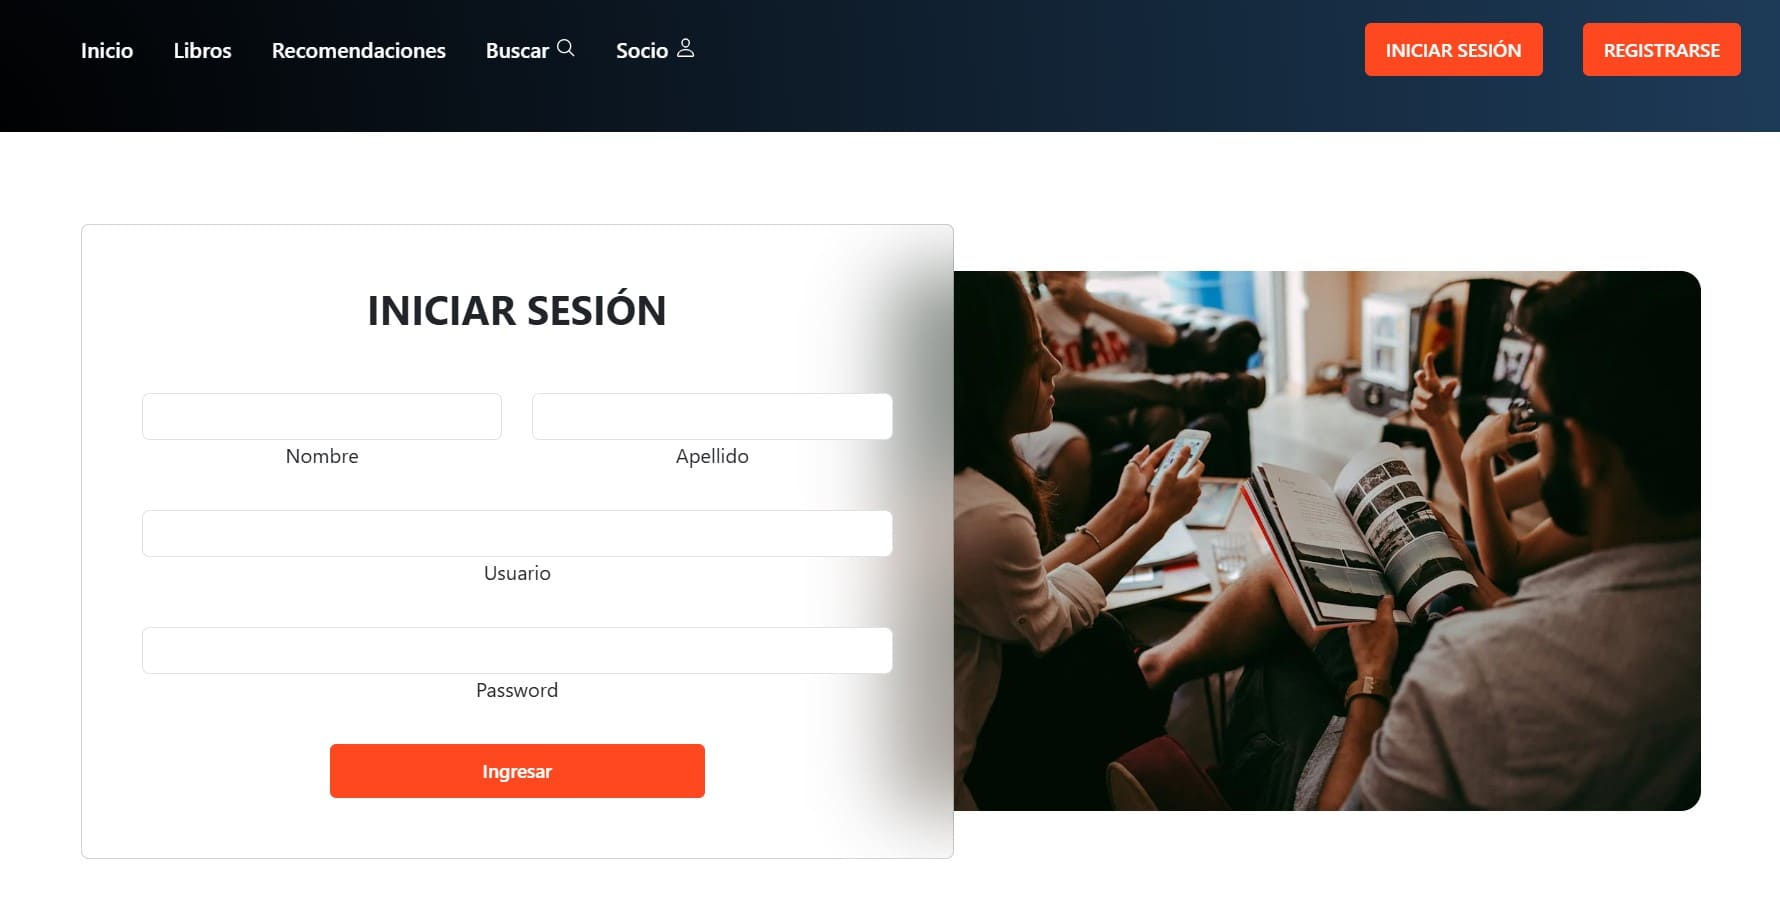 Inicio Libros Recomendaciones Buscar Socio INICIAR SESIÓN REGISTRARSE
INICIAR SESIÓN
Nombre Apellido
Usuario
Password
Ingresar